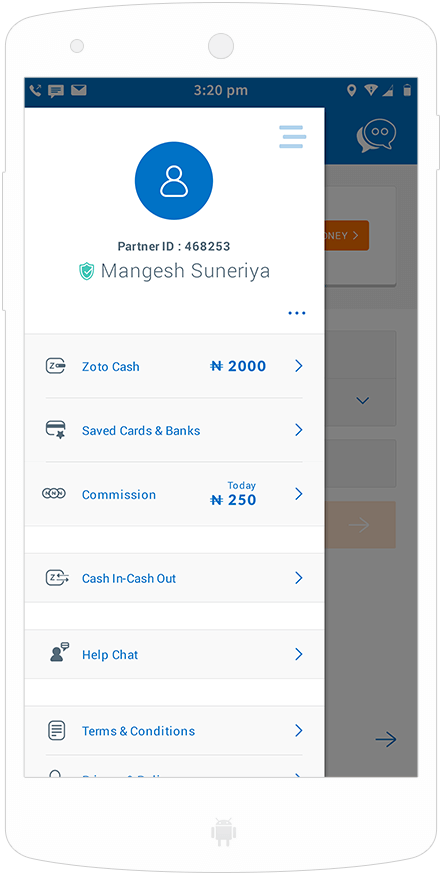 3:20 pm
Partner ID : 468253
Mangesh Suneriya
ONEY
Zoto Cash ₦ 2000
Saved Cards & Banks
Today
Commission ₦ 250
Cash In-Cash Out
Help Chat
Terms & Conditions